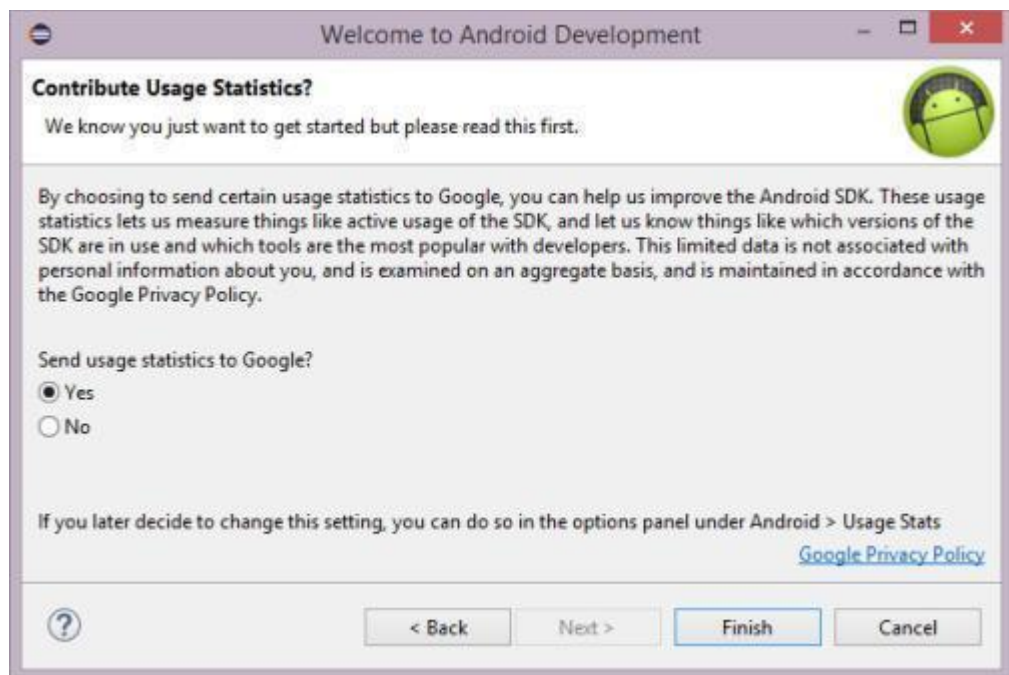 Welcome to Android Development
Contribute Usage Statistics?
We know you just want to get started but please read this first.
By choosing to send certain usage statistics to Google, you can help us improve the Android SDK. These usage
statistics lets us measure things like active usage of the SDK, and let us know things like which versions of the
SDK are in use and which tools are the most popular with developers. This limited data is not associated with
personal information about you, and is examined on an aggregate basis, and is maintained in accordance with
the Google Privacy Policy.
Send usage statistics to Google?
Yes
No
If you later decide to change this setting, you can do so in the options panel under Android > Usage Stats
Google Privacy Policy
? < Back Next > Finish Cancel